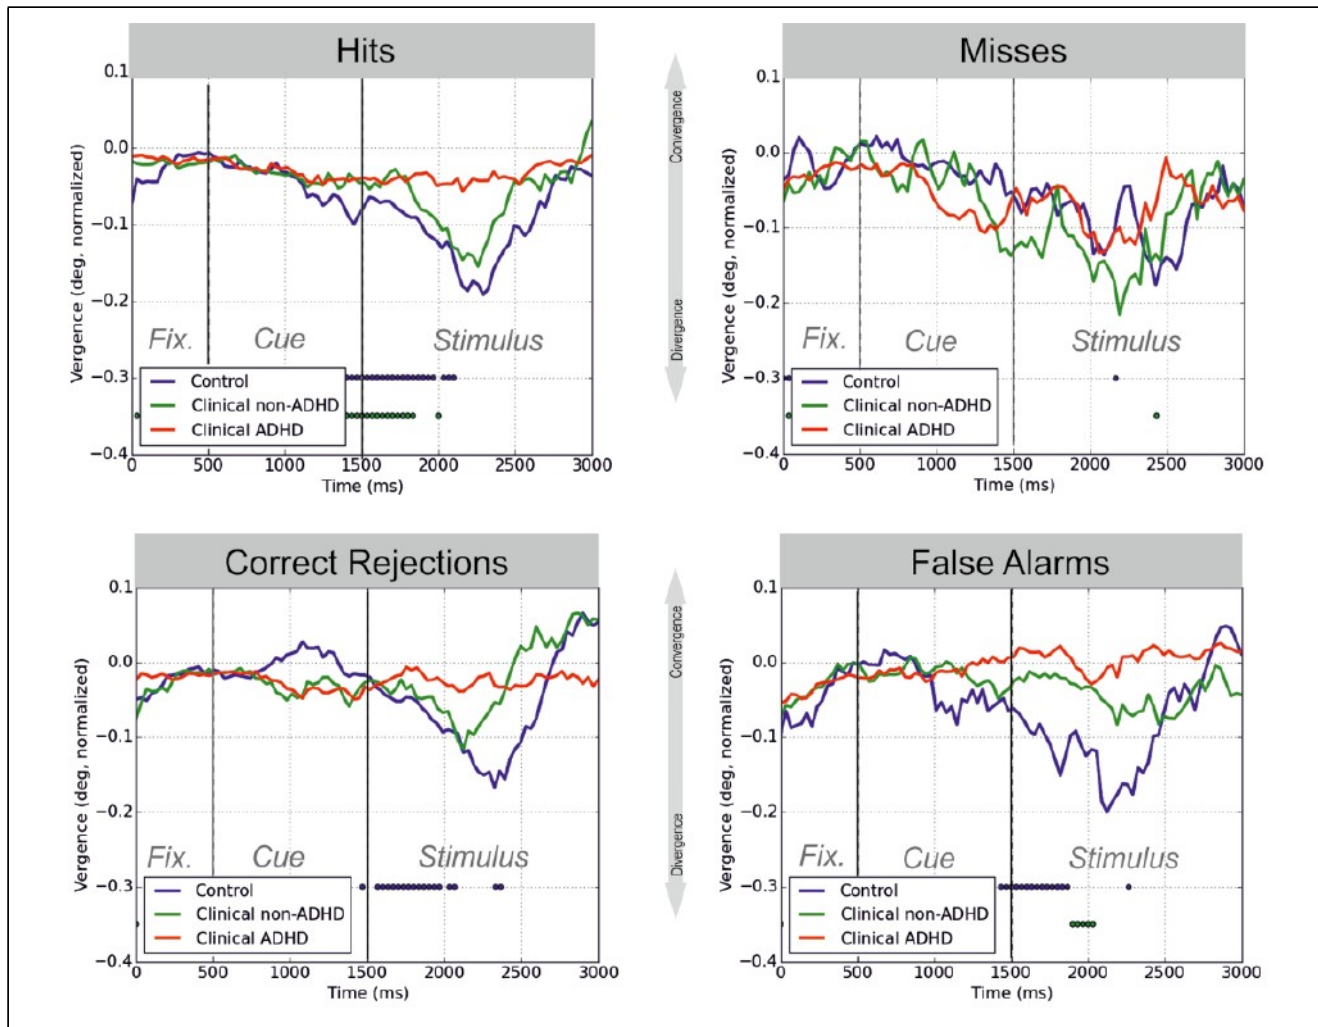 Hits
0.1
0.0
−0.1
−0.2
−0.3
−0.4
Vergence (deg, normalized)
Fix.
Cue
Stimulus
Control
Clinical non-ADHD
Clinical ADHD
0 500 1000 1500 2000 2500 3000
Time (ms)
Convergence
Divergence
Misses
0.1
0.0
−0.1
−0.2
−0.3
−0.4
Vergence (deg, normalized)
Fix.
Cue
Stimulus
Control
Clinical non-ADHD
Clinical ADHD
0 500 1000 1500 2000 2500 3000
Time (ms)
Correct Rejections
0.1
0.0
−0.1
−0.2
−0.3
−0.4
Vergence (deg, normalized)
Fix.
Cue
Stimulus
Control
Clinical non-ADHD
Clinical ADHD
0 500 1000 1500 2000 2500 3000
Time (ms)
Convergence
Divergence
False Alarms
0.1
0.0
−0.1
−0.2
−0.3
−0.4
Vergence (deg, normalized)
Fix.
Cue
Stimulus
Control
Clinical non-ADHD
Clinical ADHD
0 500 1000 1500 2000 2500 3000
Time (ms)